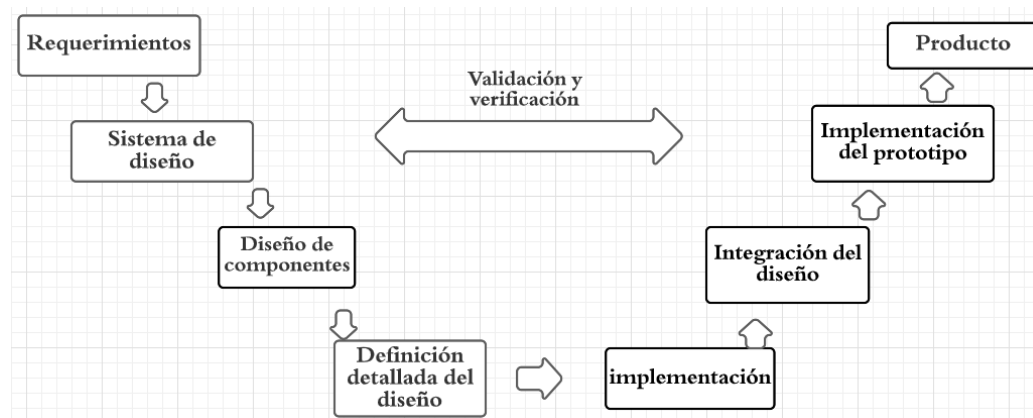 Requerimientos
Producto
Validación y
verificación
Sistema de
diseño
Implementación
del prototipo
Diseño de
componentes
Integración del
diseño
Definición
detallada del
diseño
implementación